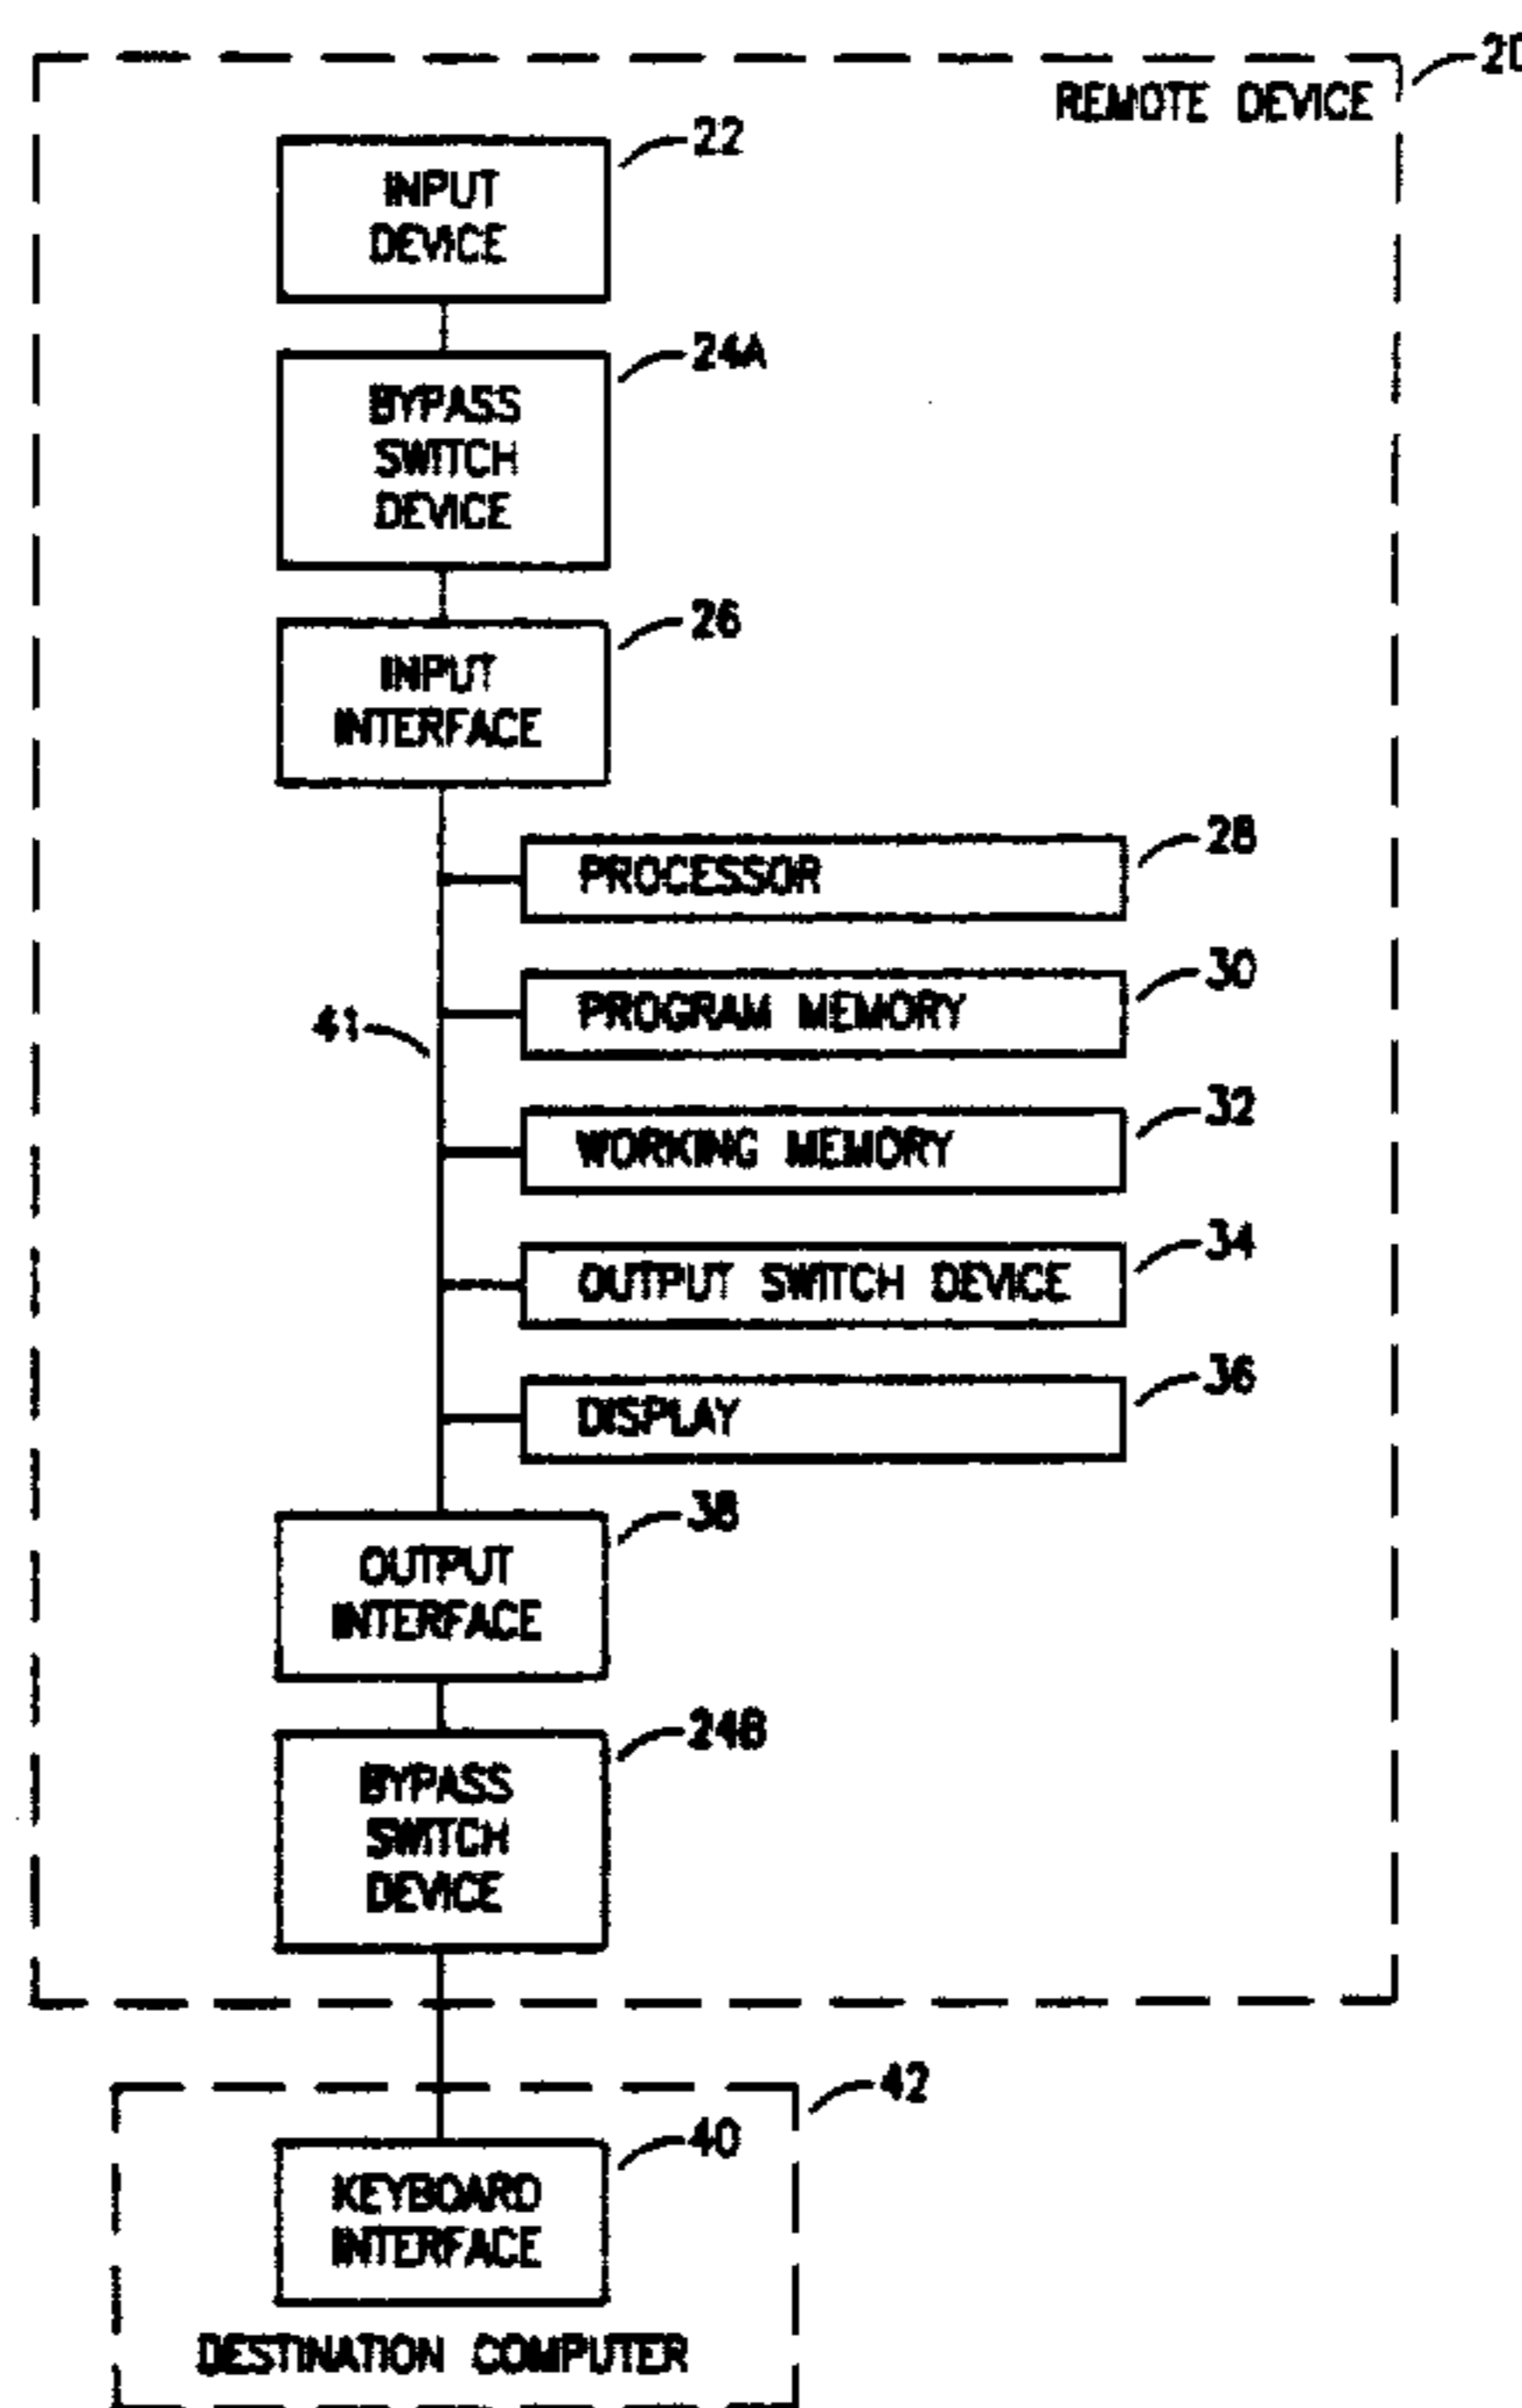 20
REMOTE DEVICE
22
INPUT
DEVICE
24A
BYPASS
SWITCH
DEVICE
26
INPUT
INTERFACE
28
PROCESSOR
30
PROGRAM MEMORY
41
32
WORKING MEMORY
34
OUTPUT SWITCH DEVICE
36
DISPLAY
38
OUTPUT
INTERFACE
24B
BYPASS
SWITCH
DEVICE
42
40
KEYBOARD
INTERFACE
DESTINATION COMPUTER